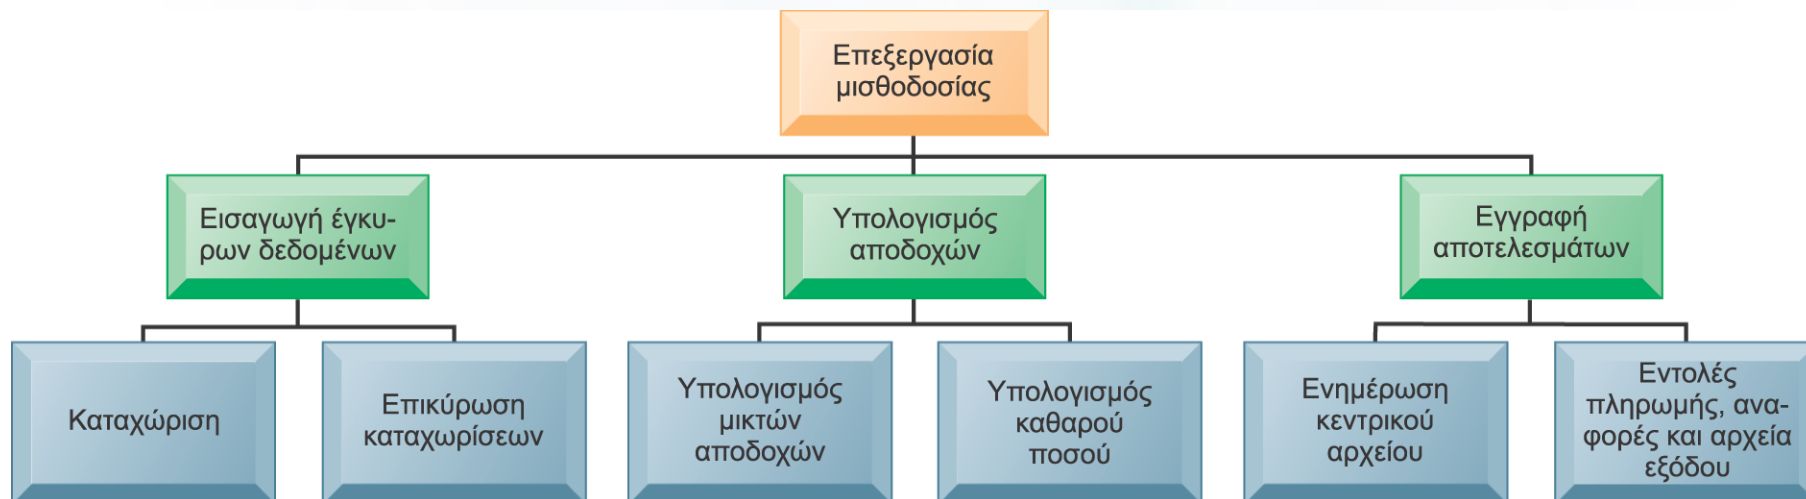 Επεξεργασία
μισθοδοσίας
Εισαγωγή έγκυ-
ρων δεδομένων
Υπολογισμός
αποδοχών
Εγγραφή
αποτελεσμάτων
Καταχώριση
Επικύρωση
καταχωρίσεων
Υπολογισμός
μικτών
αποδοχών
Υπολογισμός
καθαρού
ποσού
Ενημέρωση
κεντρικού
αρχείου
Εντολές
πληρωμής, ανα-
φορές και αρχεία
εξόδου